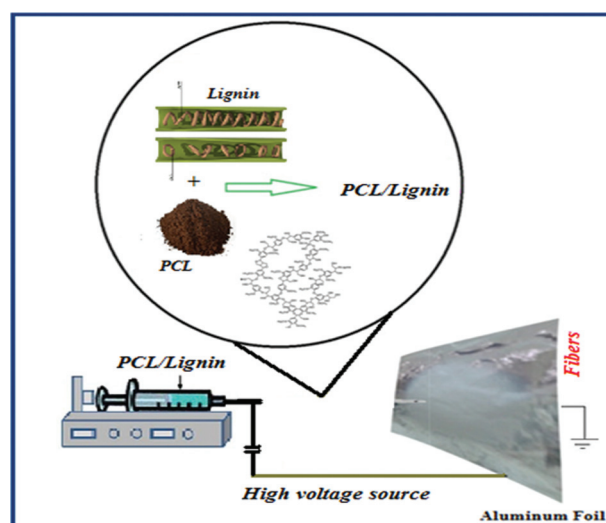 Lignin
+
PCL/Lignin
PCL
PCL/Lignin
Fibers
High voltage source
Aluminum Foil